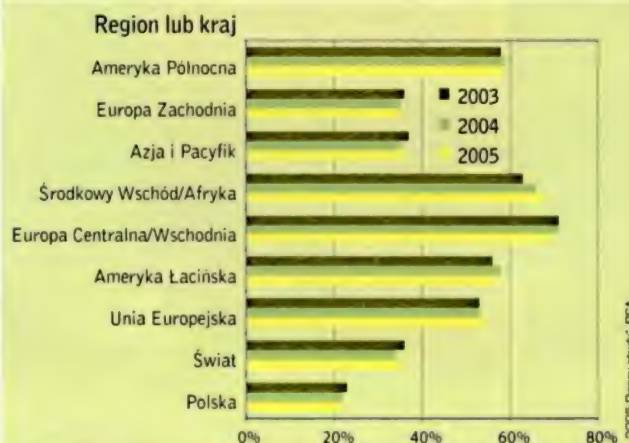 Region lub kraj
Ameryka Północna
Europa Zachodnia
Azja i Pacyfik
Środkowy Wschód/Afryka
Europa Centralna/Wschodnia
Ameryka Łacińska
Unia Europejska
Świat
Polska
2003
2004
2005
0% 20% 40% 60% 80%